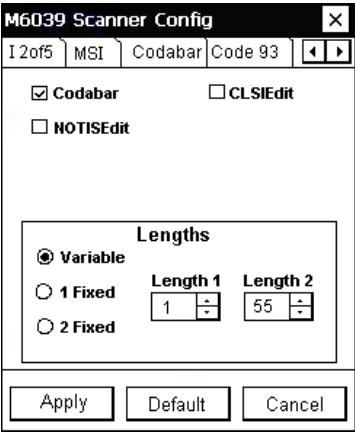 M6039 Scanner Config
I 2of5 MSI Codabar Code 93
Codabar CLSIEdit
NOTISEdit
Lengths
Variable
Length 1 Length 2
1 Fixed
1 55
2 Fixed
Apply Default Cancel